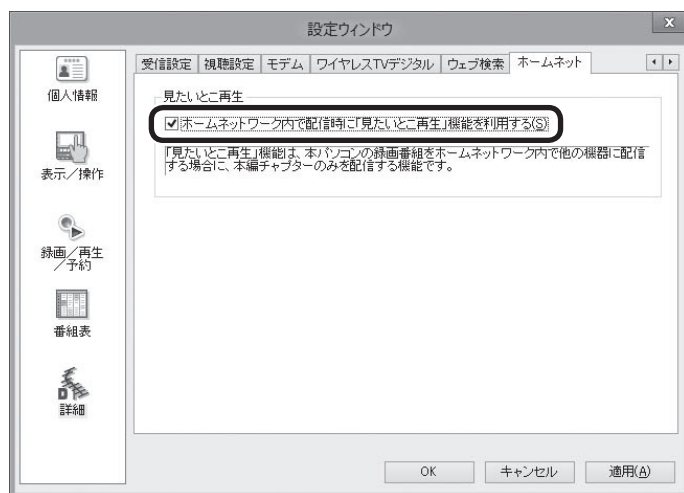 設定ウィンドウ
x
個人情報
表示／操作
録画／再生
／予約
番組表
詳細
受信設定
視聴設定
モデム
ワイヤレスTVデジタル
ウェブ検索
ホームネット
見たいとこ再生
ホームネットワーク内で配信時に「見たいとこ再生」機能を利用する(S)
「見たいとこ再生」機能は、本パソコンの録画番組をホームネットワーク内で他の機器に配信
する場合に、本編チャプターのみを配信する機能です。
OK
キャンセル
適用(A)